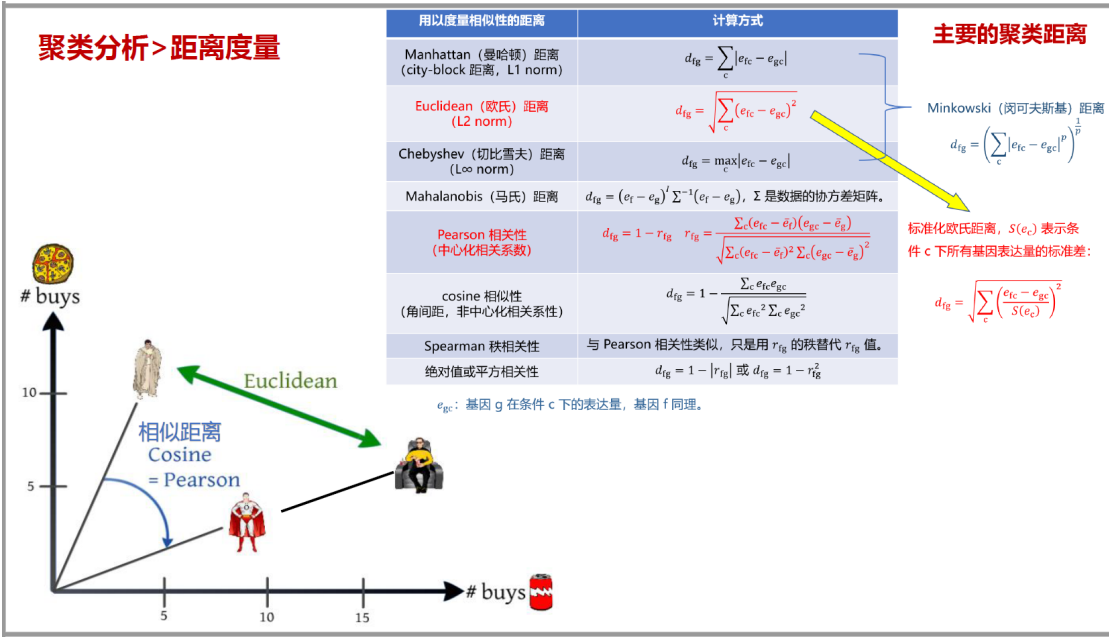 聚类分析>距离度量
用以度量相似性的距离 计算方式
Manhattan（曼哈顿）距离
（city-block 距离，L1 norm） d_fg = ∑_c |e_fc − e_gc|
Euclidean（欧氏）距离
（L2 norm） d_fg = √(∑_c (e_fc − e_gc)^2)
Chebyshev（切比雪夫）距离
（L∞ norm） d_fg = max_c |e_fc − e_gc|
Mahalanobis（马氏）距离 d_fg = (e_f − e_g)^l ∑^−1 (e_f − e_g)，Σ 是数据的协方差矩阵。
Pearson 相关性
（中心化相关系数） d_fg = 1 − r_fg r_fg = ∑_c(e_fc − ē_f)(e_gc − ē_g) / √(∑_c(e_fc − ē_f)^2 ∑_c(e_gc − ē_g)^2)
cosine 相似性
（角间距，非中心化相关系性） d_fg = 1 − ∑_c e_fc e_gc / √(∑_c e_fc^2 ∑_c e_gc^2)
Spearman 秩相关性 与 Pearson 相关性类似，只是用 r_fg 的秩替代 r_fg 值。
绝对值或平方相关性 d_fg = 1 − |r_fg| 或 d_fg = 1 − r_fg^2
e_gc：基因 g 在条件 c 下的表达量，基因 f 同理。
主要的聚类距离
Minkowski（闵可夫斯基）距离
d_fg = (∑_c |e_fc − e_gc|^p)^(1/p)
标准化欧氏距离，S(e_c) 表示条
件 c 下所有基因表达量的标准差：
d_fg = √(∑_c ((e_fc − e_gc) / S(e_c))^2)
# buys
10
5
Euclidean
相似距离
Cosine
= Pearson
5
10
15
# buys